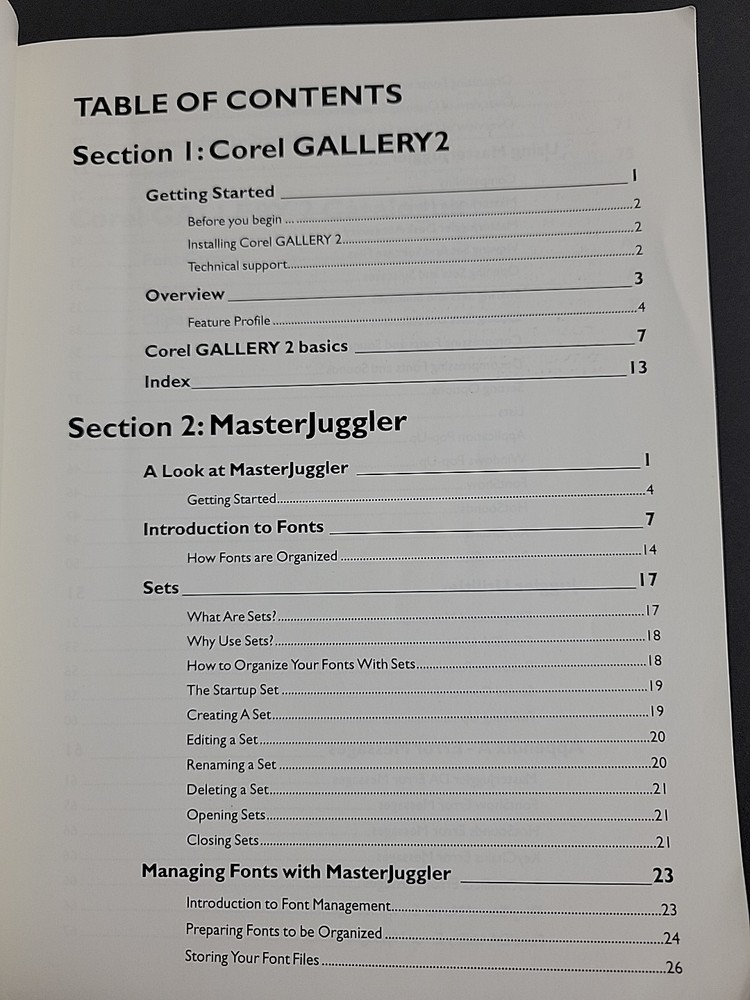 TABLE OF CONTENTS
Section 1: Corel GALLERY2
Getting Started 1
Before you begin 2
Installing Corel GALLERY 2 2
Technical support 2
Overview 3
Feature Profile 4
Corel GALLERY 2 basics 7
Index 13
Section 2: MasterJuggler
A Look at MasterJuggler 1
Getting Started 4
Introduction to Fonts 7
How Fonts are Organized 14
Sets 17
What Are Sets? 17
Why Use Sets? 18
How to Organize Your Fonts With Sets 18
The Startup Set 19
Creating A Set 19
Editing a Set 20
Renaming a Set 20
Deleting a Set 21
Opening Sets 21
Closing Sets 21
Managing Fonts with MasterJuggler 23
Introduction to Font Management 23
Preparing Fonts to be Organized 24
Storing Your Font Files 26